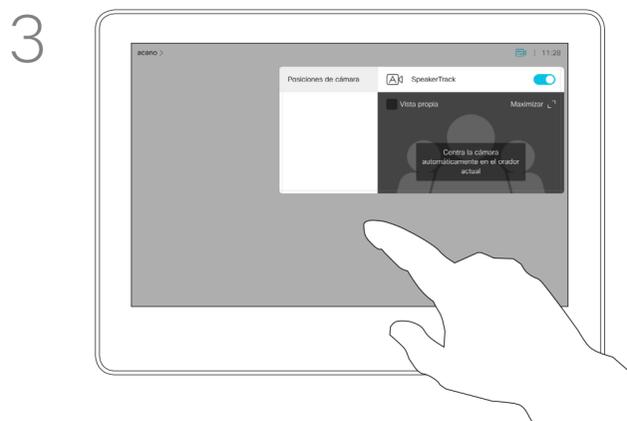 3
acano >
11:28
Posiciones de cámara
SpeakerTrack
Vista propia
Maximizar
Centra la cámara
automáticamente en el orador
actual